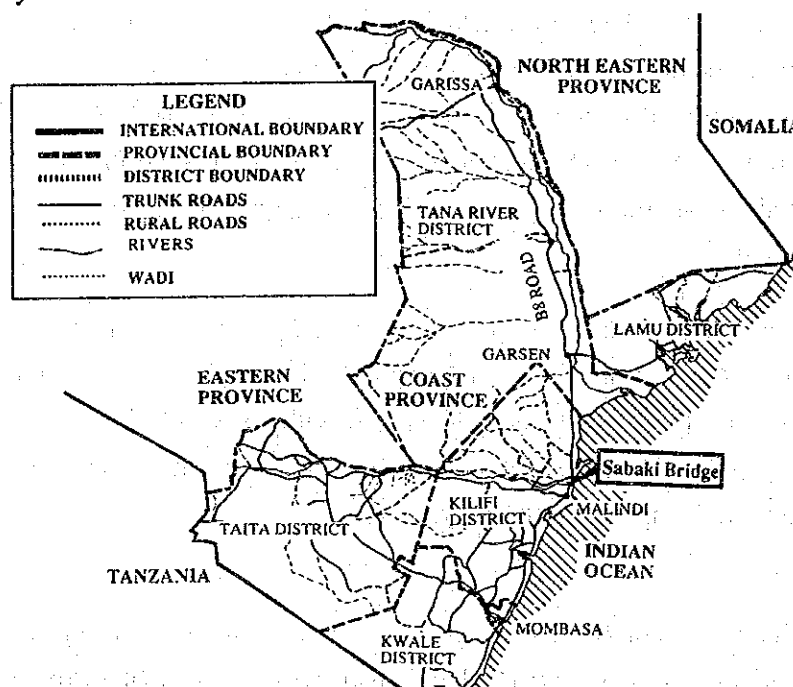 LEGEND
INTERNATIONAL BOUNDARY
PROVINCIAL BOUNDARY
DISTRICT BOUNDARY
TRUNK ROADS
RURAL ROADS
RIVERS
WADI
GARISSA
NORTH EASTERN
PROVINCE
SOMALIA
TANA RIVER
DISTRICT
B8 ROAD
LAMU DISTRICT
GARSEN
EASTERN
PROVINCE
COAST
PROVINCE
Sabaki Bridge
KILIFI
DISTRICT
MALINDI
TAITA DISTRICT
INDIAN
OCEAN
TANZANIA
MOMBASA
KWALE
DISTRICT